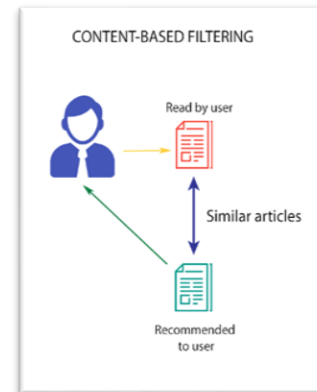 CONTENT-BASED FILTERING
Read by user
Similar articles
Recommended
to user